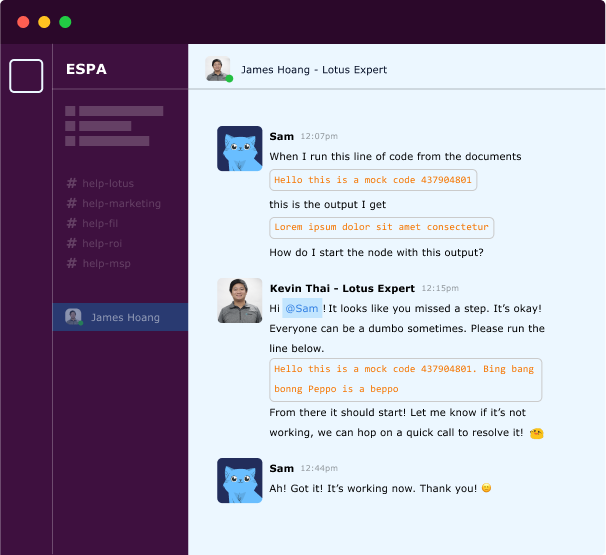 ESPA
James Hoang - Lotus Expert
# help-lotus
# help-marketing
# help-fil
# help-roi
# help-msp
James Hoang
Sam 12:07pm
When I run this line of code from the documents
Hello this is a mock code 437904801
this is the output I get
Lorem ipsum dolor sit amet consectetur
How do I start the node with this output?
Kevin Thai - Lotus Expert 12:15pm
Hi @Sam ! It looks like you missed a step. It’s okay!
Everyone can be a dumbo sometimes. Please run the
line below.
Hello this is a mock code 437904801. Bing bang
bonng Peppo is a beppo
From there it should start! Let me know if it’s not
working, we can hop on a quick call to resolve it! 🤔
Sam 12:44pm
Ah! Got it! It’s working now. Thank you! 😊